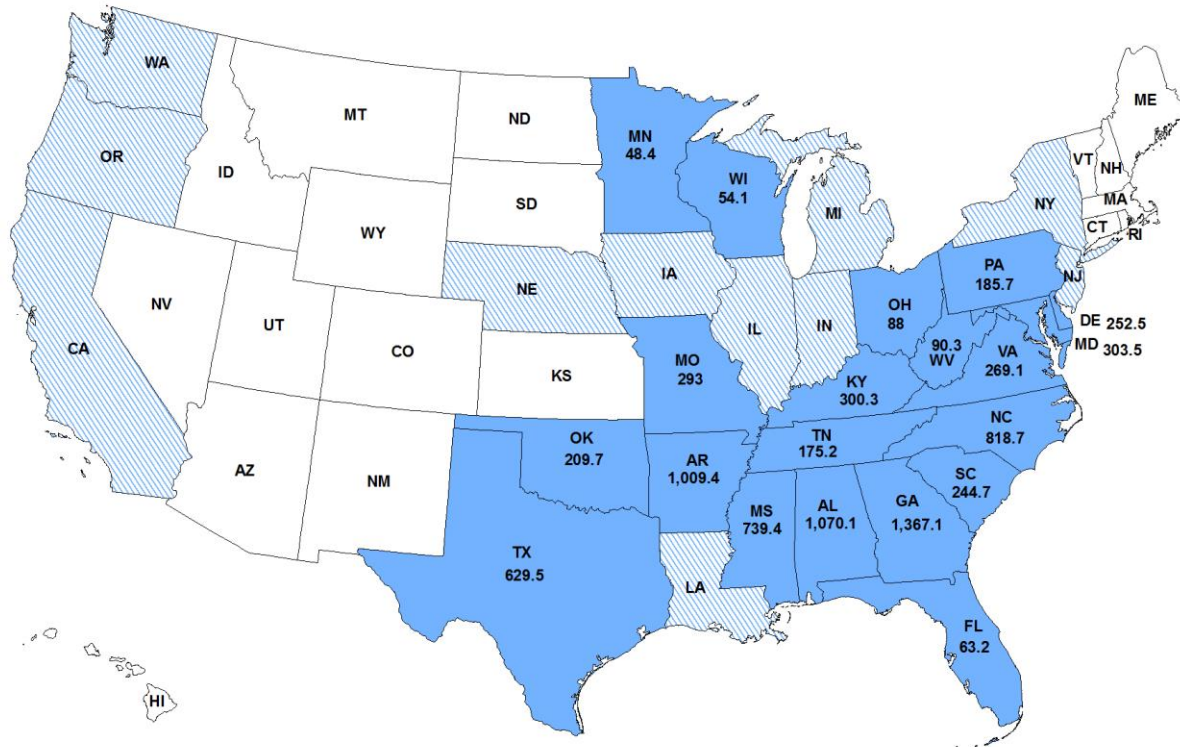 WA
MT
ND
MN
48.4
ME
OR
ID
SD
WI
54.1
MI
NY
VT
NH
MA
CT
RI
WY
IA
NE
PA
185.7
NJ
NV
UT
CO
IL
IN
OH
88
DE 252.5
MD 303.5
CA
KS
MO
293
90.3
WV
VA
269.1
KY
300.3
AZ
NM
OK
209.7
AR
1,009.4
TN
175.2
NC
818.7
SC
244.7
MS
739.4
AL
1,070.1
GA
1,367.1
TX
629.5
LA
FL
63.2
HI